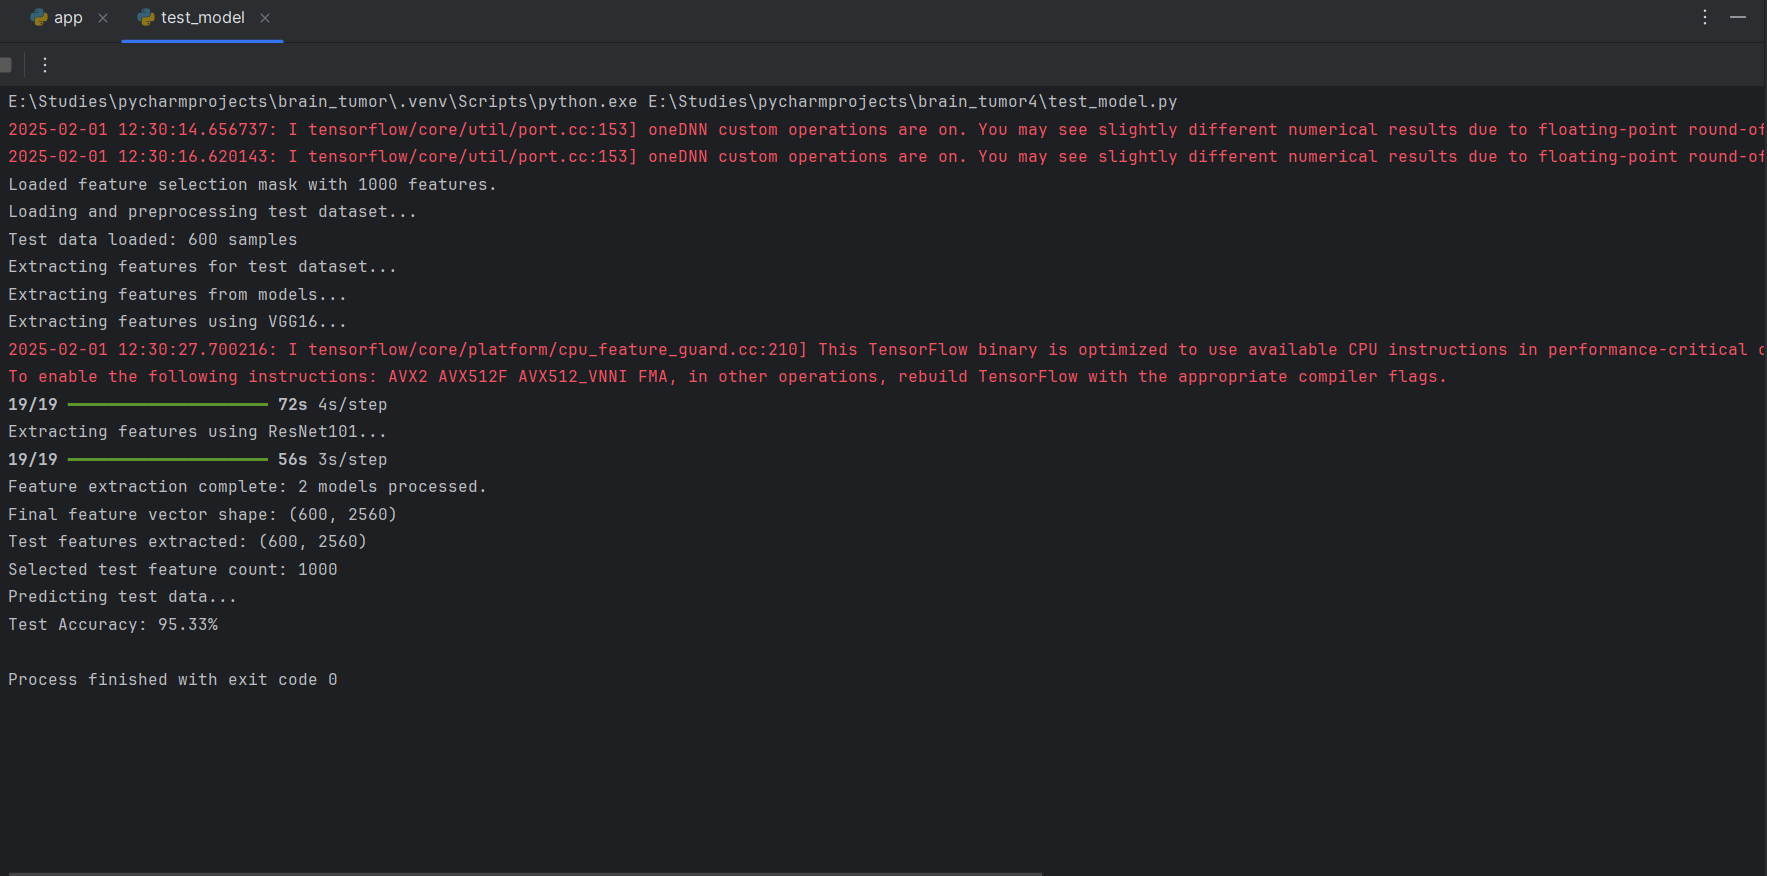 app
test_model
E:\Studies\pycharmprojects\brain_tumor\.venv\Scripts\python.exe E:\Studies\pycharmprojects\brain_tumor4\test_model.py
2025-02-01 12:30:14.656737: I tensorflow/core/util/port.cc:153] oneDNN custom operations are on. You may see slightly different numerical results due to floating-point round-of
2025-02-01 12:30:16.620143: I tensorflow/core/util/port.cc:153] oneDNN custom operations are on. You may see slightly different numerical results due to floating-point round-of
Loaded feature selection mask with 1000 features.
Loading and preprocessing test dataset...
Test data loaded: 600 samples
Extracting features for test dataset...
Extracting features from models...
Extracting features using VGG16...
2025-02-01 12:30:27.700216: I tensorflow/core/platform/cpu_feature_guard.cc:210] This TensorFlow binary is optimized to use available CPU instructions in performance-critical
To enable the following instructions: AVX2 AVX512F AVX512_VNNI FMA, in other operations, rebuild TensorFlow with the appropriate compiler flags.
19/19 ━━━━━━━━━━━━━━━━━━━━ 72s 4s/step
Extracting features using ResNet101...
19/19 ━━━━━━━━━━━━━━━━━━━━ 56s 3s/step
Feature extraction complete: 2 models processed.
Final feature vector shape: (600, 2560)
Test features extracted: (600, 2560)
Selected test feature count: 1000
Predicting test data...
Test Accuracy: 95.33%
Process finished with exit code 0